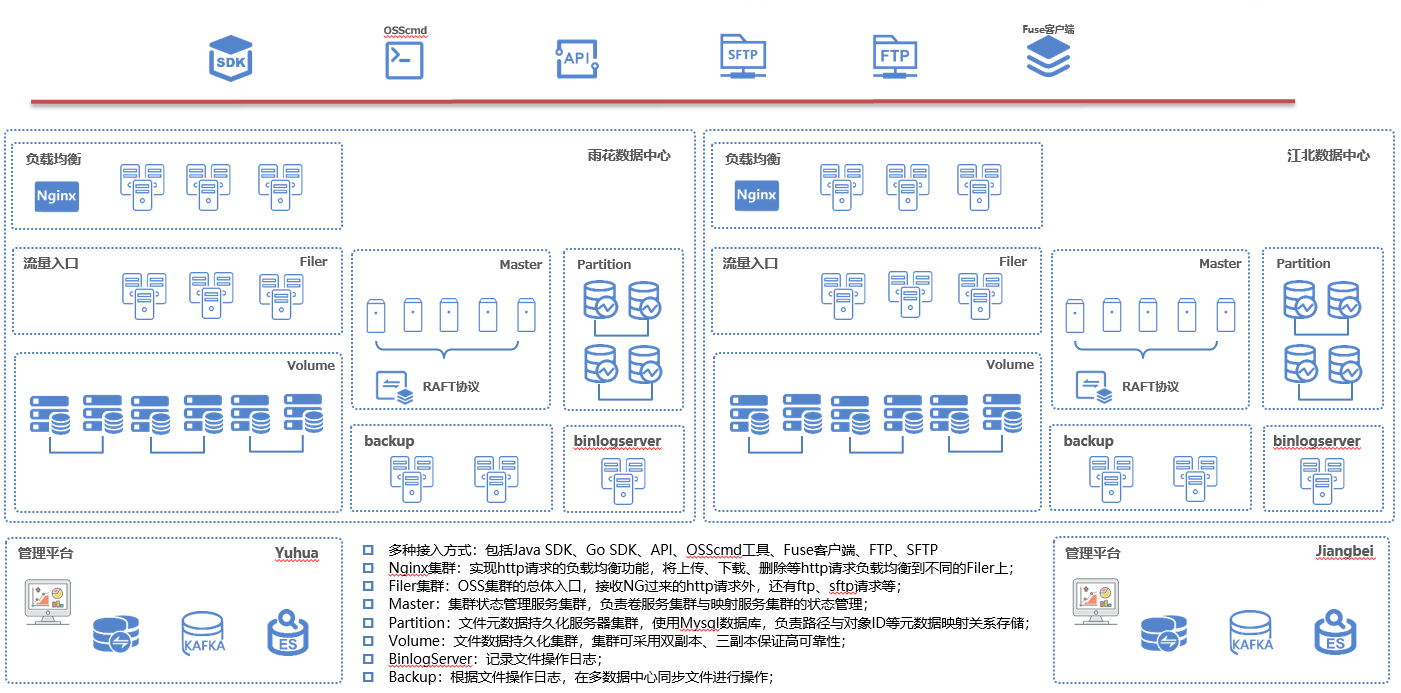 OSScmd
Fuse客户端
SDK
API
SFTP
FTP
雨花数据中心
负载均衡
Nginx
流量入口
Filer
Master
RAFT协议
Partition
Volume
backup
binlogserver
江北数据中心
负载均衡
Nginx
流量入口
Filer
Master
RAFT协议
Partition
Volume
backup
binlogserver
管理平台
Yuhua
KAFKA
ES
多种接入方式：包括Java SDK、Go SDK、API、OSScmd工具、Fuse客户端、FTP、SFTP
Nginx集群：实现http请求的负载均衡功能，将上传、下载、删除等http请求负载均衡到不同的Filer上；
Filer集群：OSS集群的总体入口，接收NG过来的http请求外，还有ftp、sftp请求等；
Master：集群状态管理服务集群，负责卷服务集群与映射服务集群的状态管理；
Partition：文件元数据持久化服务器集群，使用Mysql数据库，负责路径与对象ID等元数据映射关系存储；
Volume：文件数据持久化集群，集群可采用双副本、三副本保证高可靠性；
BinlogServer：记录文件操作日志；
Backup：根据文件操作日志，在多数据中心同步文件进行操作；
管理平台
Jiangbei
KAFKA
ES